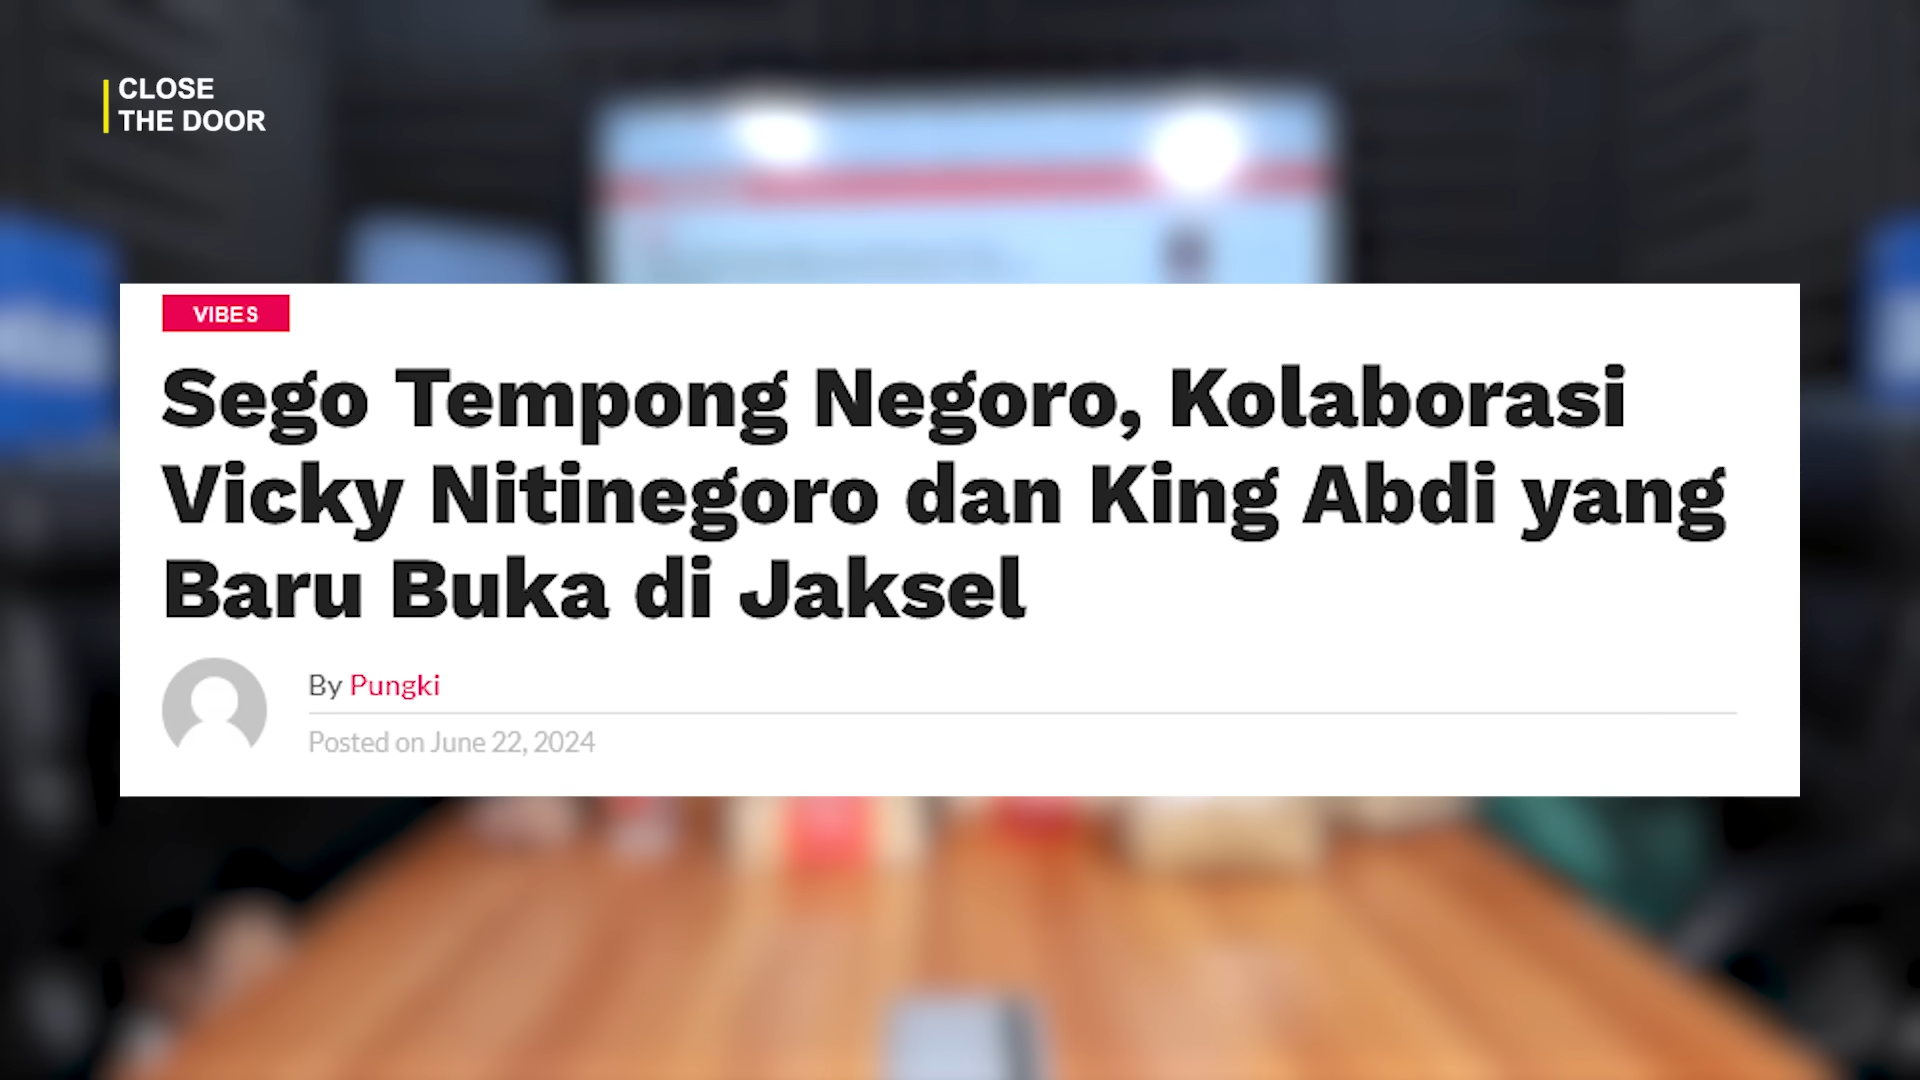 CLOSE
THE DOOR
VIBES
Sego Tempong Negoro, Kolaborasi
Vicky Nitinegoro dan King Abdi yang
Baru Buka di Jaksel
By Pungki
Posted on June 22, 2024